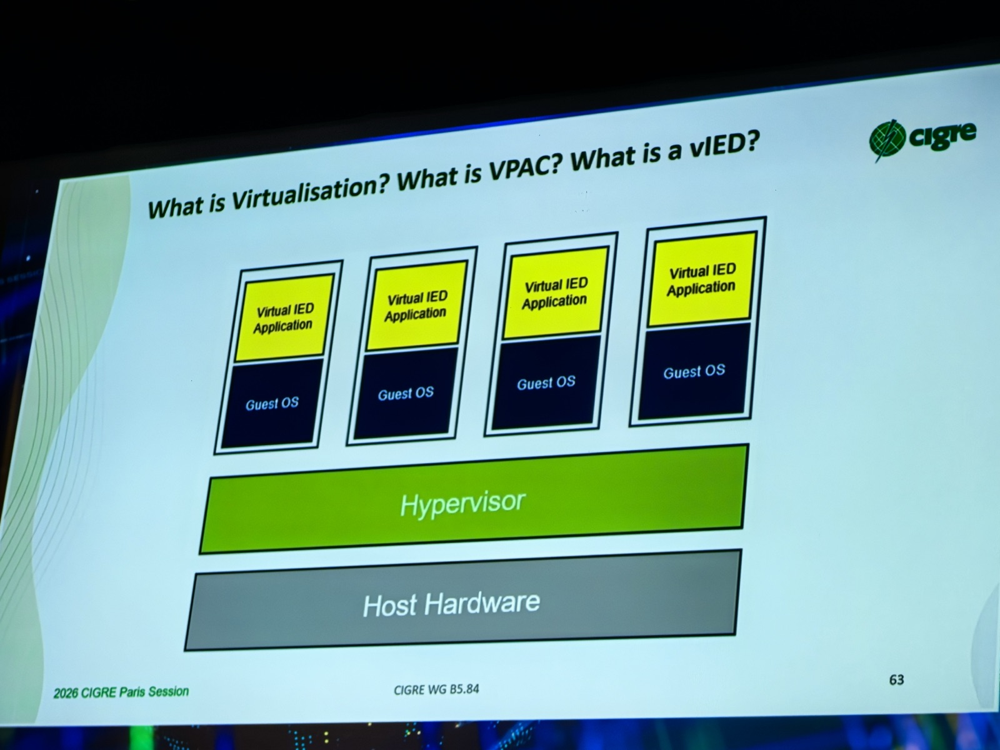 cigre
What is Virtualisation? What is VPAC? What is a vIED?
Virtual IED
Application
Guest OS
Virtual IED
Application
Guest OS
Virtual IED
Application
Guest OS
Virtual IED
Application
Guest OS
Hypervisor
Host Hardware
2026 CIGRE Paris Session
CIGRE WG B5.84
63